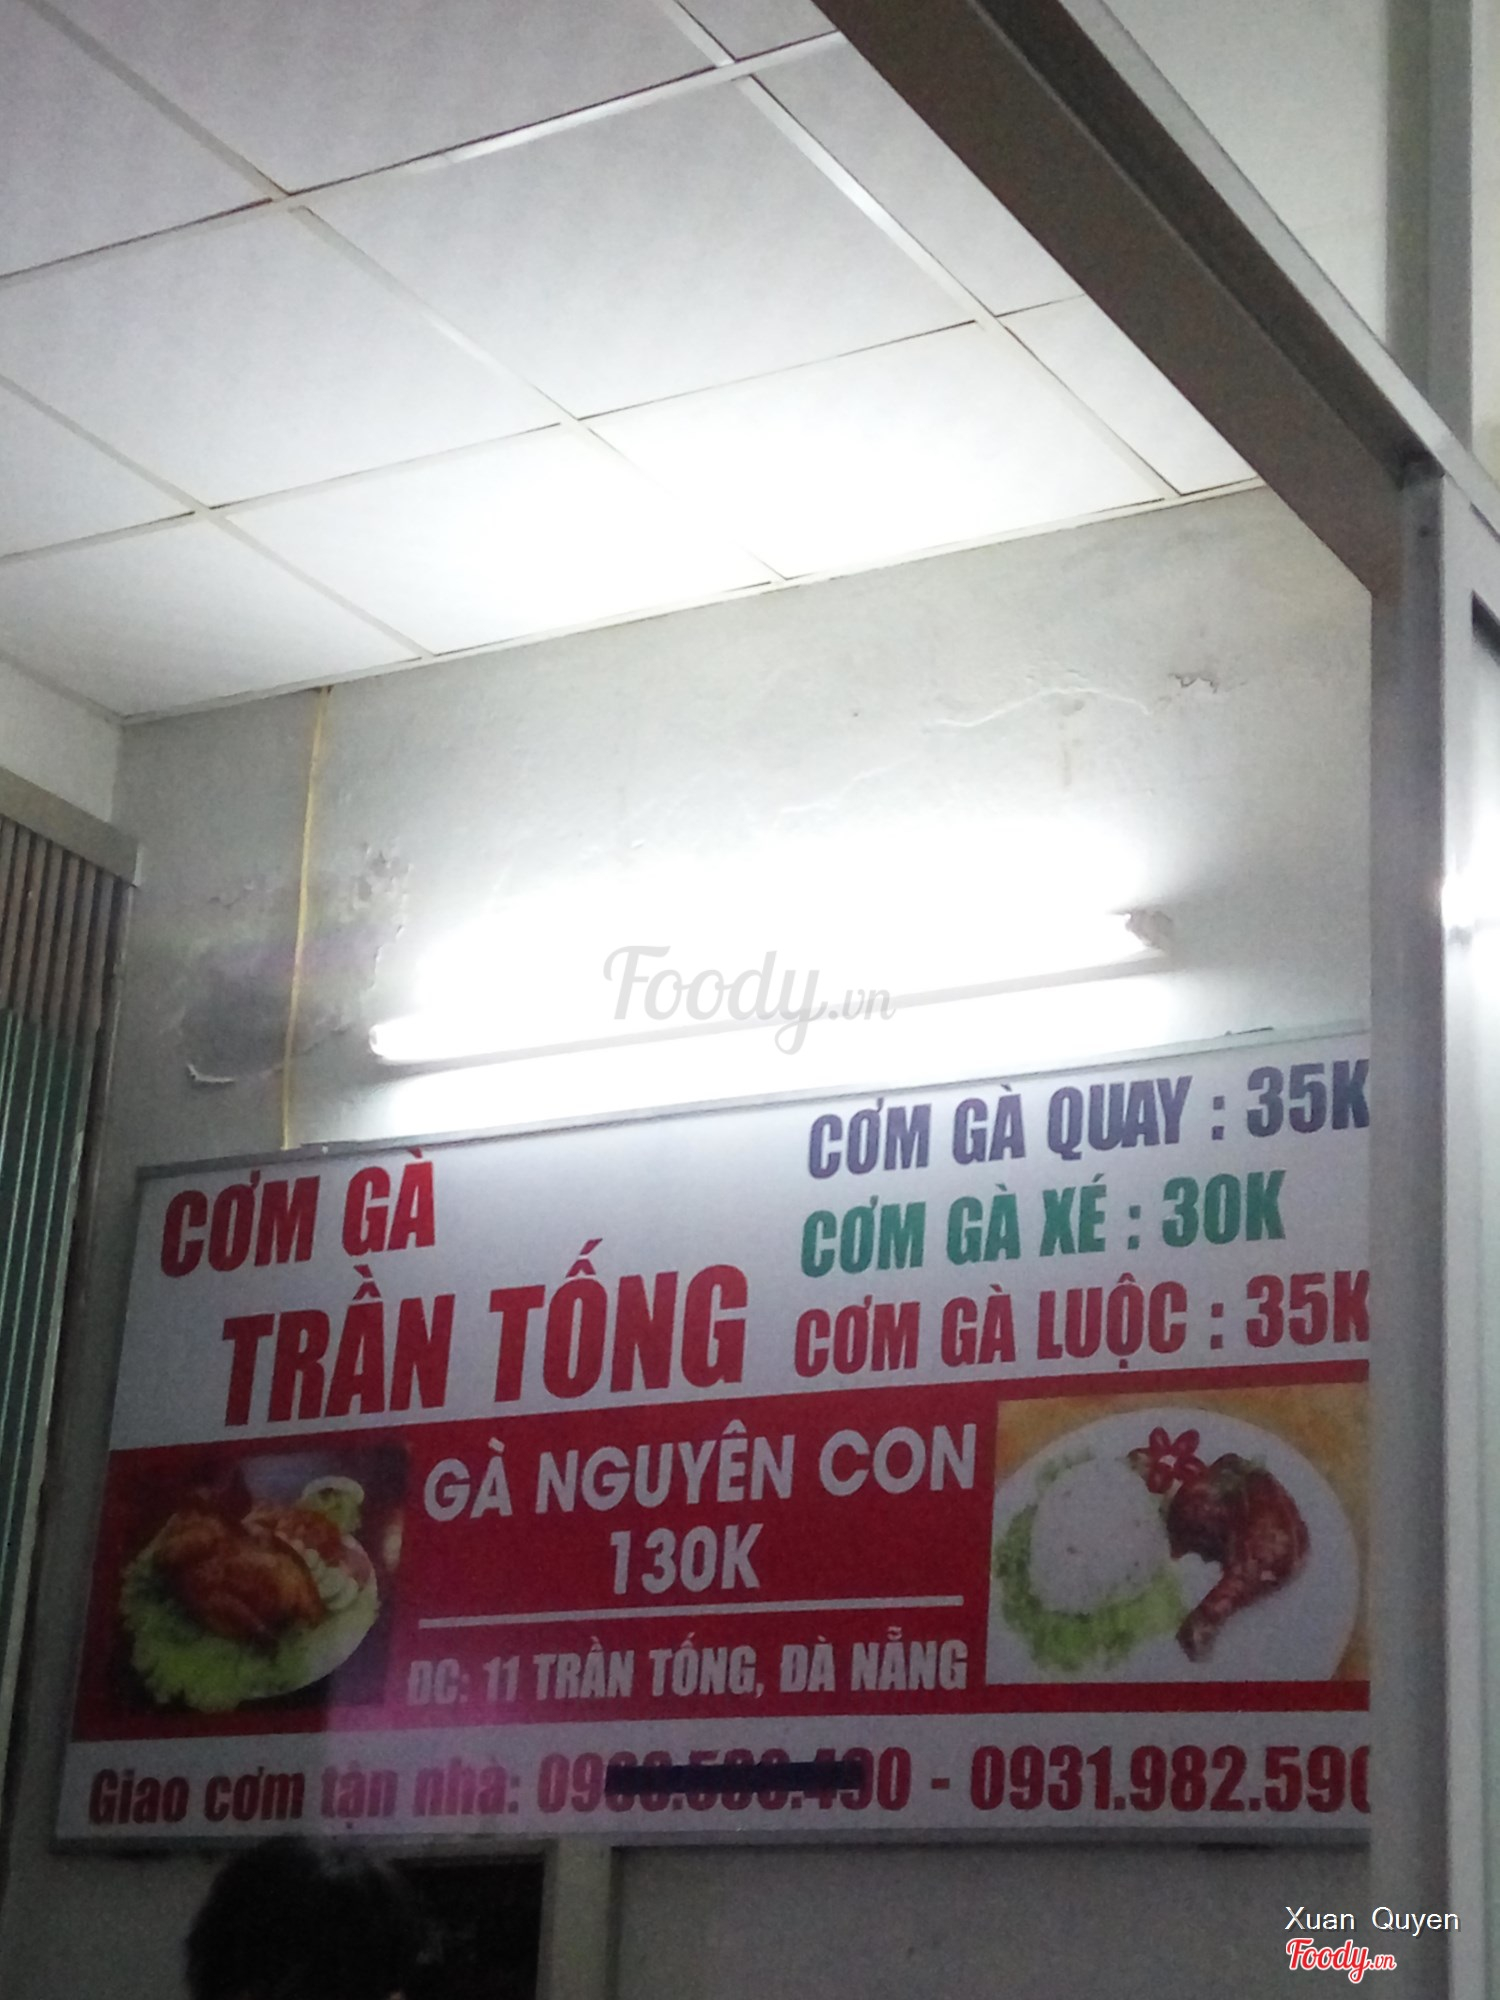 Foody.vn
CƠM GÀ
TRẦN TỐNG
CƠM GÀ QUAY : 35K
CƠM GÀ XÉ : 30K
CƠM GÀ LUỘC : 35K
GÀ NGUYÊN CON
130K
ĐC: 11 TRẦN TỐNG, ĐÀ NẴNG
Giao cơm tận nhà: - 0931.982.590
Xuan Quyen
Foody.vn